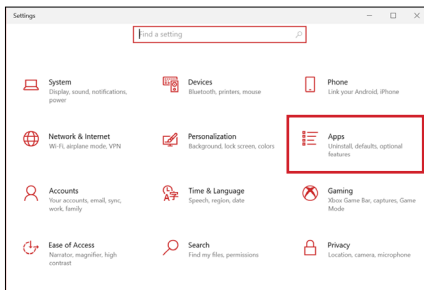 Settings
Find a setting
System
Display, sound, notifications,
power
Devices
Bluetooth, printers, mouse
Phone
Link your Android, iPhone
Network & Internet
Wi-Fi, airplane mode, VPN
Personalization
Background, lock screen, colors
Apps
Uninstall, defaults, optional
features
Accounts
Your accounts, email, sync,
work, family
Time & Language
Speech, region, date
Gaming
Xbox Game Bar, captures, Game
Mode
Ease of Access
Narrator, magnifier, high
contrast
Search
Find my files, permissions
Privacy
Location, camera, microphone